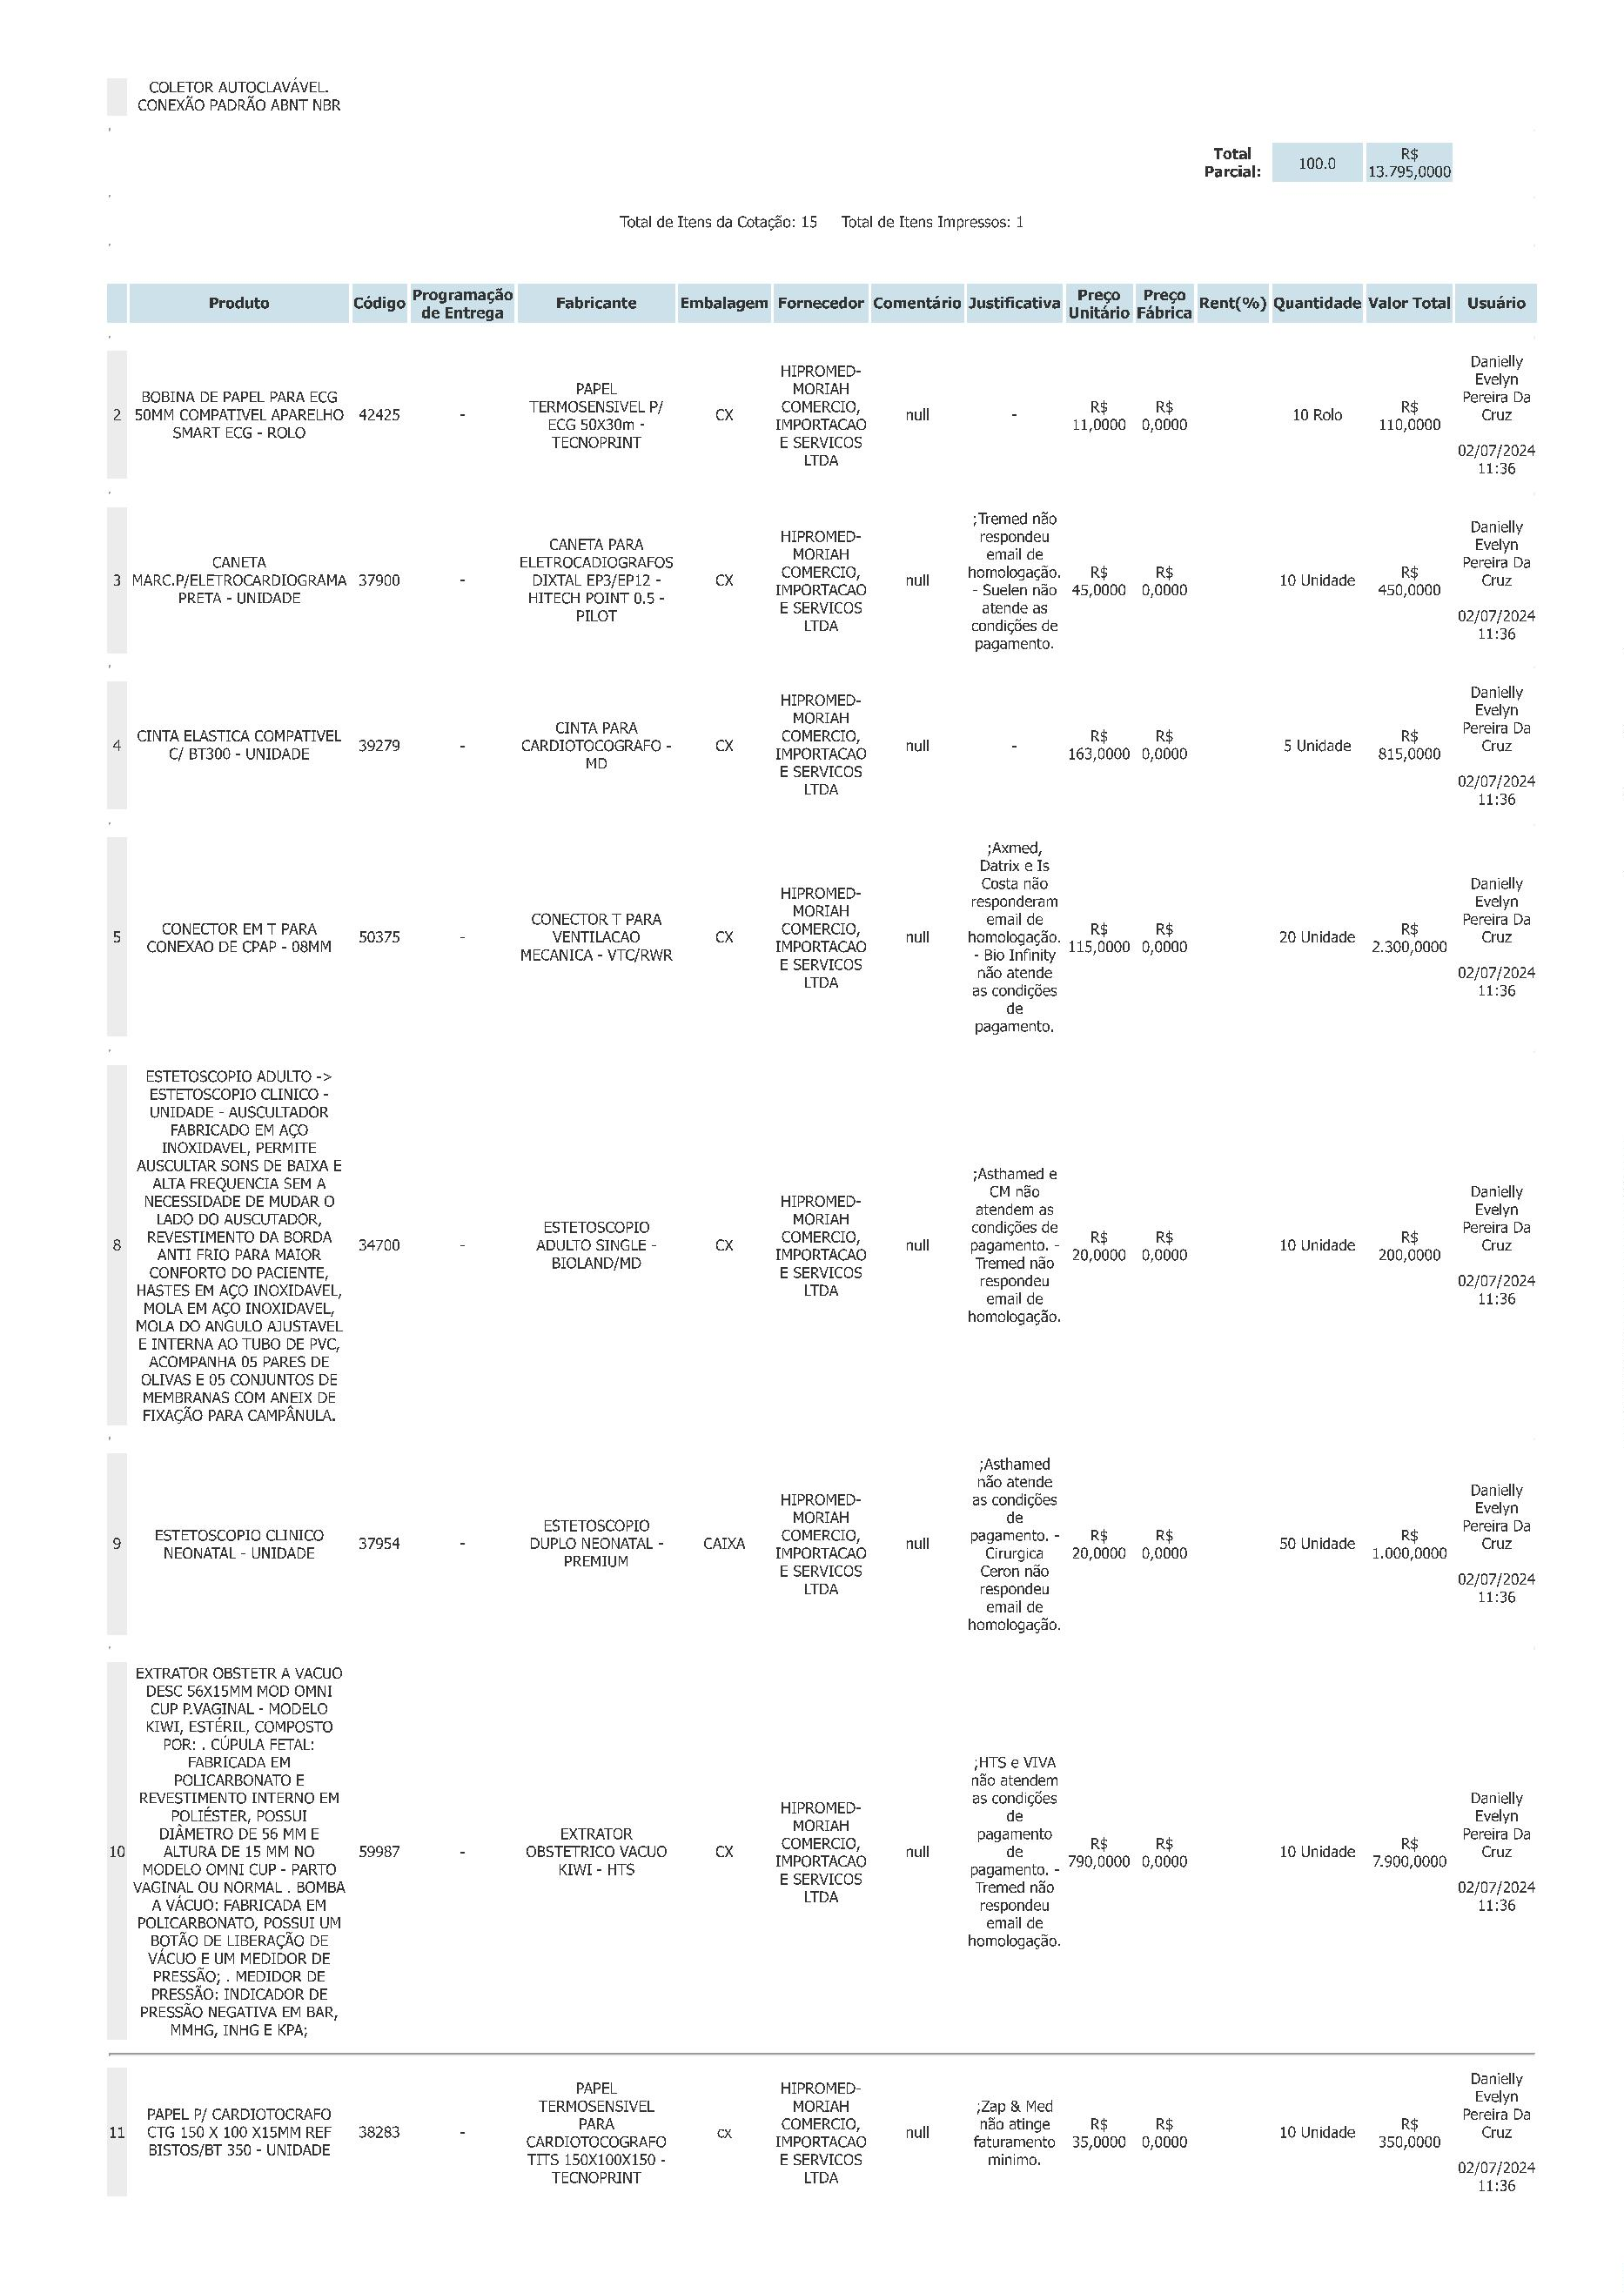 COLETOR AUTOCLAVÁVEL.
CONEXÃO PADRÃO ABNT NBR
Total
Parcial:
100.0
R$
13.795,0000
Total de Itens da Cotação: 15 Total de Itens Impressos: 1
Produto
Código
Programação
de Entrega
Fabricante
Embalagem
Fornecedor
Comentário
Justificativa
Preço
Unitário
Preço
Fábrica
Rent(%)
Quantidade
Valor Total
Usuário
2
BOBINA DE PAPEL PARA ECG
50MM COMPATIVEL APARELHO
SMART ECG - ROLO
42425
-
PAPEL
TERMOSENSIVEL P/
ECG 50X30m -
TECNOPRINT
CX
HIPROMED-
MORIAH
COMERCIO,
IMPORTACAO
E SERVICOS
LTDA
null
-
R$
11,0000
R$
0,0000
10 Rolo
R$
110,0000
Danielly
Evelyn
Pereira Da
Cruz
02/07/2024
11:36
3
CANETA
MARC.P/ELETROCARDIOGRAMA
PRETA - UNIDADE
37900
-
CANETA PARA
ELETROCADIOGRAFOS
DIXTAL EP3/EP12 -
HITECH POINT 0.5 -
PILOT
CX
HIPROMED-
MORIAH
COMERCIO,
IMPORTACAO
E SERVICOS
LTDA
null
;Tremed não
respondeu
email de
homologação.
- Suelen não
atende as
condições de
pagamento.
R$
45,0000
R$
0,0000
10 Unidade
R$
450,0000
Danielly
Evelyn
Pereira Da
Cruz
02/07/2024
11:36
4
CINTA ELASTICA COMPATIVEL
C/ BT300 - UNIDADE
39279
-
CINTA PARA
CARDIOTOCOGRAFO -
MD
CX
HIPROMED-
MORIAH
COMERCIO,
IMPORTACAO
E SERVICOS
LTDA
null
-
R$
163,0000
R$
0,0000
5 Unidade
R$
815,0000
Danielly
Evelyn
Pereira Da
Cruz
02/07/2024
11:36
5
CONECTOR EM T PARA
CONEXAO DE CPAP - 08MM
50375
-
CONECTOR T PARA
VENTILACAO
MECANICA - VTC/RWR
CX
HIPROMED-
MORIAH
COMERCIO,
IMPORTACAO
E SERVICOS
LTDA
null
;Axmed,
Datrix e Is
Costa não
responderam
email de
homologação.
- Bio Infinity
não atende
as condições
de
pagamento.
R$
115,0000
R$
0,0000
20 Unidade
R$
2.300,0000
Danielly
Evelyn
Pereira Da
Cruz
02/07/2024
11:36
8
ESTETOSCOPIO ADULTO ->
ESTETOSCOPIO CLINICO -
UNIDADE - AUSCULTADOR
FABRICADO EM AÇO
INOXIDAVEL, PERMITE
AUSCULTAR SONS DE BAIXA E
ALTA FREQUENCIA SEM A
NECESSIDADE DE MUDAR O
LADO DO AUSCUTADOR,
REVESTIMENTO DA BORDA
ANTI FRIO PARA MAIOR
CONFORTO DO PACIENTE,
HASTES EM AÇO INOXIDAVEL,
MOLA EM AÇO INOXIDAVEL,
MOLA DO ANGULO AJUSTAVEL
E INTERNA AO TUBO DE PVC,
ACOMPANHA 05 PARES DE
OLIVAS E 05 CONJUNTOS DE
MEMBRANAS COM ANEIX DE
FIXAÇÃO PARA CAMPÂNULA.
34700
-
ESTETOSCOPIO
ADULTO SINGLE -
BIOLAND/MD
CX
HIPROMED-
MORIAH
COMERCIO,
IMPORTACAO
E SERVICOS
LTDA
null
;Asthamed e
CM não
atendem as
condições de
pagamento. -
Tremed não
respondeu
email de
homologação.
R$
20,0000
R$
0,0000
10 Unidade
R$
200,0000
Danielly
Evelyn
Pereira Da
Cruz
02/07/2024
11:36
9
ESTETOSCOPIO CLINICO
NEONATAL - UNIDADE
37954
-
ESTETOSCOPIO
DUPLO NEONATAL -
PREMIUM
CAIXA
HIPROMED-
MORIAH
COMERCIO,
IMPORTACAO
E SERVICOS
LTDA
null
;Asthamed
não atende
as condições
de
pagamento. -
Cirurgica
Ceron não
respondeu
email de
homologação.
R$
20,0000
R$
0,0000
50 Unidade
R$
1.000,0000
Danielly
Evelyn
Pereira Da
Cruz
02/07/2024
11:36
10
EXTRATOR OBSTETR A VACUO
DESC 56X15MM MOD OMNI
CUP P.VAGINAL - MODELO
KIWI, ESTÉRIL, COMPOSTO
POR: . CÚPULA FETAL:
FABRICADA EM
POLICARBONATO E
REVESTIMENTO INTERNO EM
POLIÉSTER, POSSUI
DIÂMETRO DE 56 MM E
ALTURA DE 15 MM NO
MODELO OMNI CUP - PARTO
VAGINAL OU NORMAL . BOMBA
A VÁCUO: FABRICADA EM
POLICARBONATO, POSSUI UM
BOTÃO DE LIBERAÇÃO DE
VÁCUO E UM MEDIDOR DE
PRESSÃO; . MEDIDOR DE
PRESSÃO: INDICADOR DE
PRESSÃO NEGATIVA EM BAR,
MMHG, INHG E KPA;
59987
-
EXTRATOR
OBSTETRICO VACUO
KIWI - HTS
CX
HIPROMED-
MORIAH
COMERCIO,
IMPORTACAO
E SERVICOS
LTDA
null
;HTS e VIVA
não atendem
as condições
de
pagamento
de
pagamento. -
Tremed não
respondeu
email de
homologação.
R$
790,0000
R$
0,0000
10 Unidade
R$
7.900,0000
Danielly
Evelyn
Pereira Da
Cruz
02/07/2024
11:36
11
PAPEL P/ CARDIOTOCRAFO
CTG 150 X 100 X15MM REF
BISTOS/BT 350 - UNIDADE
38283
-
PAPEL
TERMOSENSIVEL
PARA
CARDIOTOCOGRAFO
TITS 150X100X150 -
TECNOPRINT
cx
HIPROMED-
MORIAH
COMERCIO,
IMPORTACAO
E SERVICOS
LTDA
null
;Zap & Med
não atinge
faturamento
minimo.
R$
35,0000
R$
0,0000
10 Unidade
R$
350,0000
Danielly
Evelyn
Pereira Da
Cruz
02/07/2024
11:36